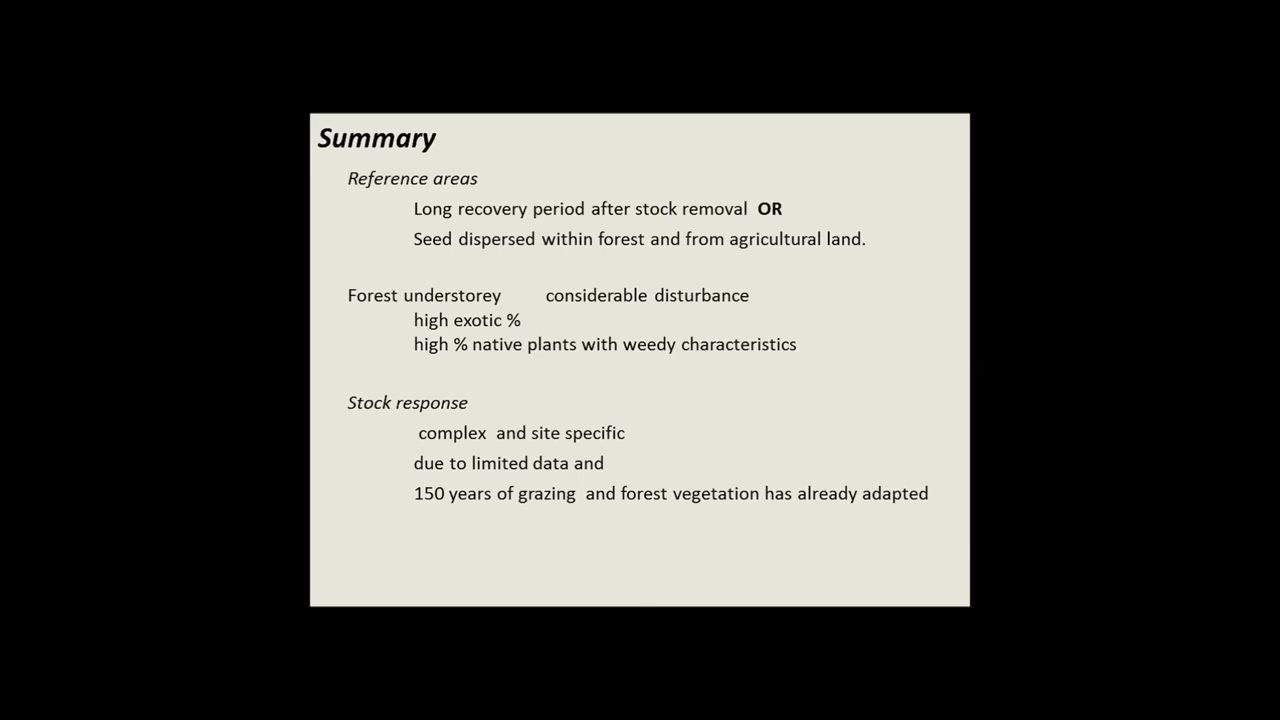 Summary
Reference areas
Long recovery period after stock removal OR
Seed dispersed within forest and from agricultural land.
Forest understorey considerable disturbance
high exotic %
high % native plants with weedy characteristics
Stock response
complex and site specific
due to limited data and
150 years of grazing and forest vegetation has already adapted